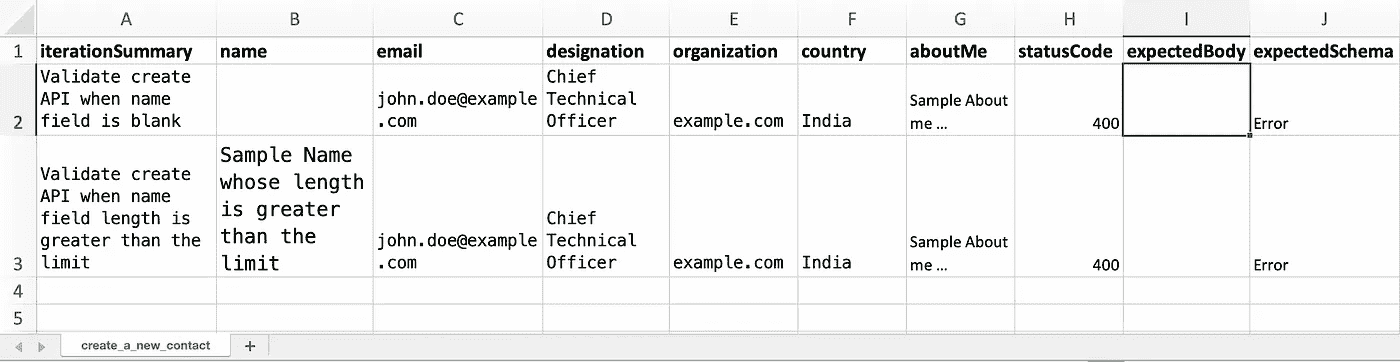 A B C D E F G H I J
1 iterationSummary name email designation organization country aboutMe statusCode expectedBody expectedSchema
Validate create
API when name
field is blank
john.doe@example
.com
Chief
Technical
Officer
example.com
India
Sample About
me ...
400
Error
2
Validate create
API when name
field length is
greater than the
limit
Sample Name
whose length
is greater
than the
limit
john.doe@example
.com
Chief
Technical
Officer
example.com
India
Sample About
me ...
400
Error
3
4
5
create_a_new_contact +